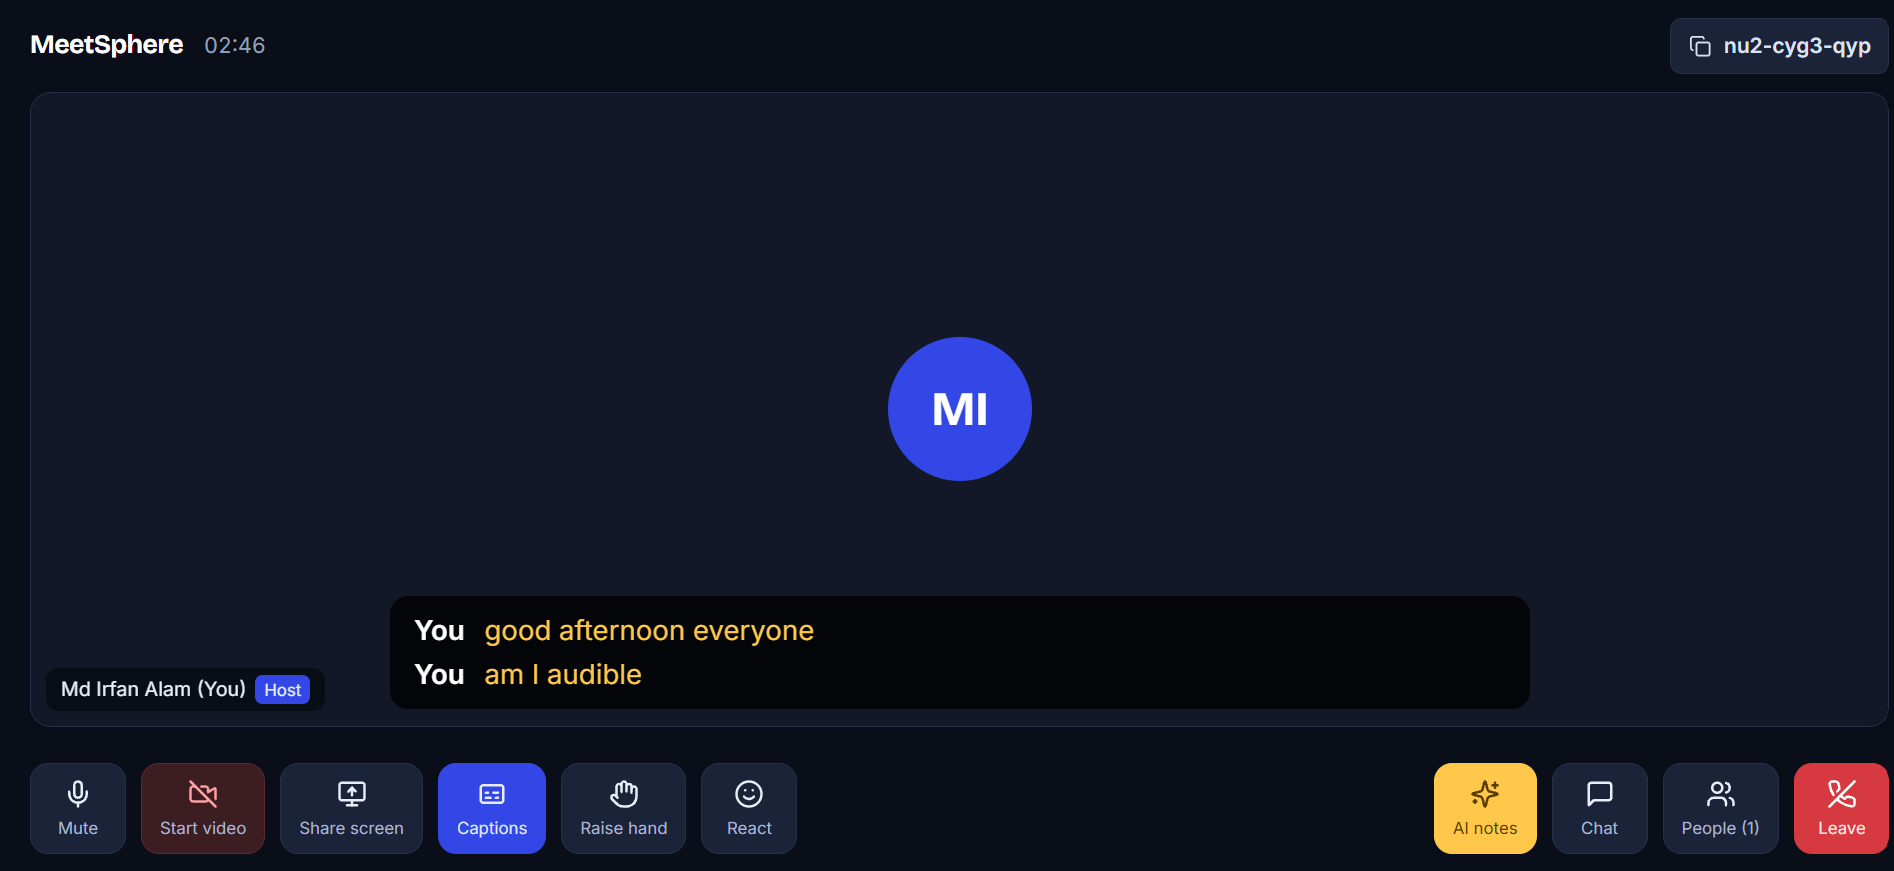 MeetSphere 02:46
nu2-cyg3-qyp
MI
You good afternoon everyone
You am I audible
Md Irfan Alam (You) Host
Mute
Start video
Share screen
Captions
Raise hand
React
AI notes
Chat
People (1)
Leave